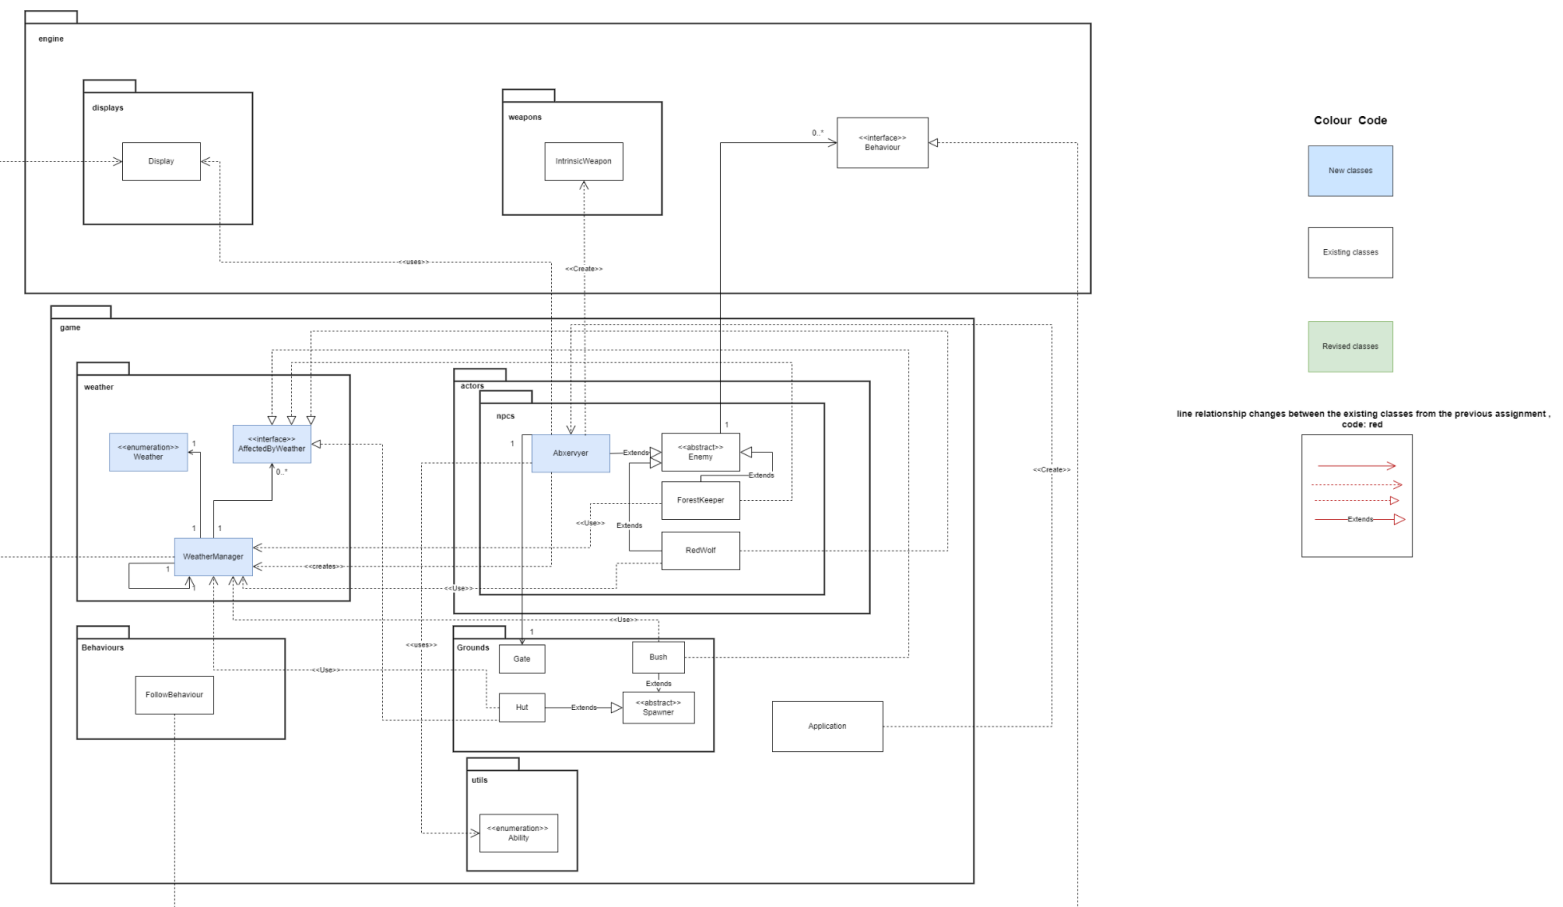 engine
displays
Display
weapons
IntrinsicWeapon
0..*
<<interface>>
Behaviour
<<uses>>
<<Create>>
Colour Code
New classes
Existing classes
Revised classes
line relationship changes between the existing classes from the previous assignment ,
code: red
Extends
game
weather
<<enumeration>>
Weather
1
<<interface>>
AffectedByWeather
0..*
1
1
WeatherManager
1
1
actors
npcs
1
1
Abxervyer
Extends
<<abstract>>
Enemy
Extends
ForestKeeper
<<Use>>
Extends
RedWolf
<<creates>>
<<Use>>
<<Create>>
<<Use>>
Behaviours
FollowBehaviour
<<Use>>
<<uses>>
Grounds
1
Gate
Bush
Extends
Hut
Extends
<<abstract>>
Spawner
Application
utils
<<enumeration>>
Ability